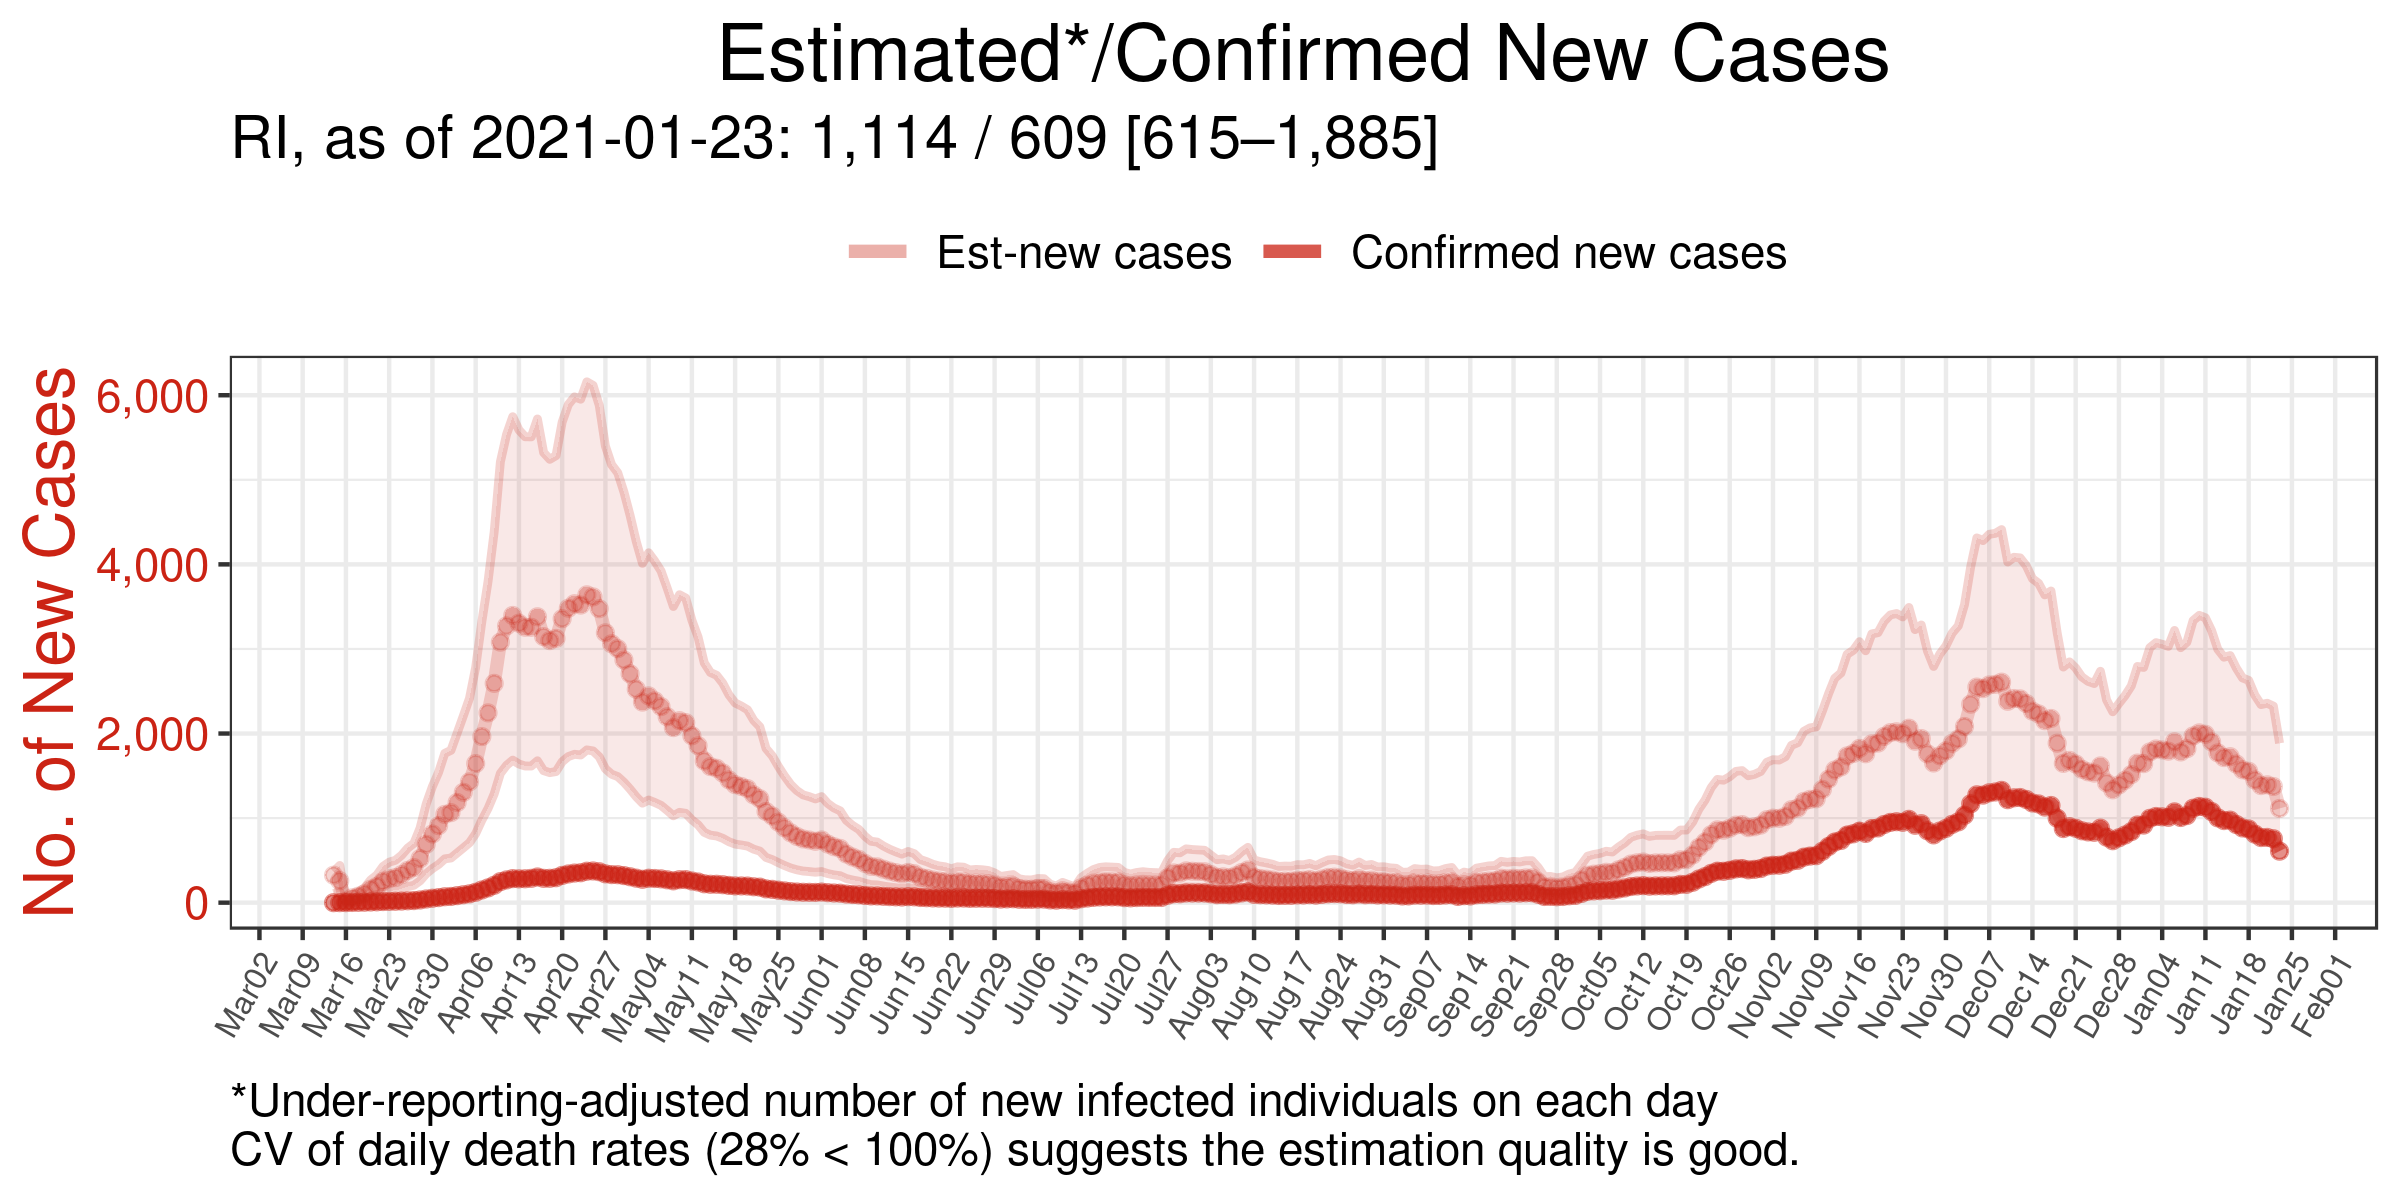 Estimated*/Confirmed New Cases
RI, as of 2021-01-23: 1,114 / 609 [615–1,885]
Est-new cases Confirmed new cases
No. of New Cases
6,000
4,000
2,000
0
Mar02 Mar09 Mar16 Mar23 Mar30 Apr06 Apr13 Apr20 Apr27 May04 May11 May18 May25 Jun01 Jun08 Jun15 Jun22 Jun29 Jul06 Jul13 Jul20 Jul27 Aug03 Aug10 Aug17 Aug24 Aug31 Sep07 Sep14 Sep21 Sep28 Oct05 Oct12 Oct19 Oct26 Nov02 Nov09 Nov16 Nov23 Nov30 Dec07 Dec14 Dec21 Dec28 Jan04 Jan11 Jan18 Jan25 Feb01
*Under-reporting-adjusted number of new infected individuals on each day
CV of daily death rates (28% < 100%) suggests the estimation quality is good.